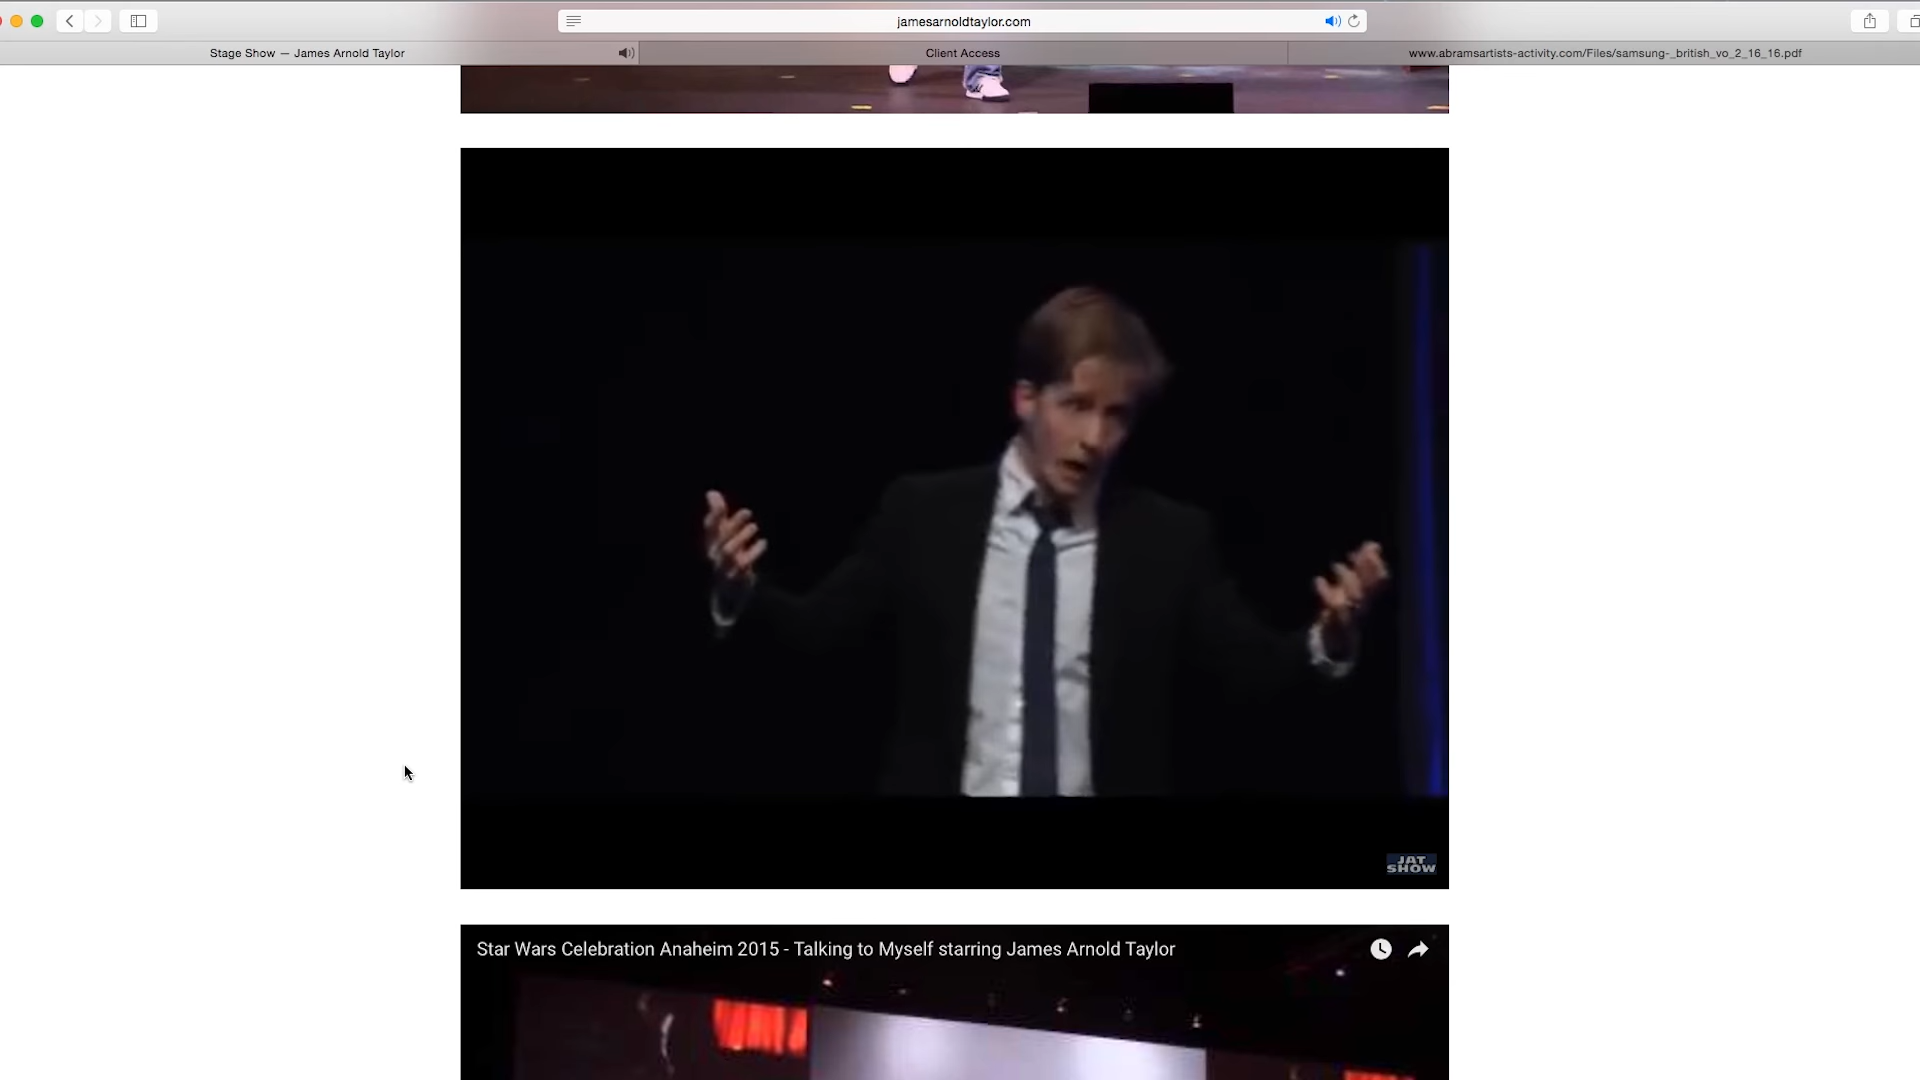 jamesarnoldtaylor.com
Stage Show — James Arnold Taylor
Client Access
www.abramsartists-activity.com/Files/samsung-_british_vo_2_16_16.pdf
JAT
SHOW
Star Wars Celebration Anaheim 2015 - Talking to Myself starring James Arnold Taylor